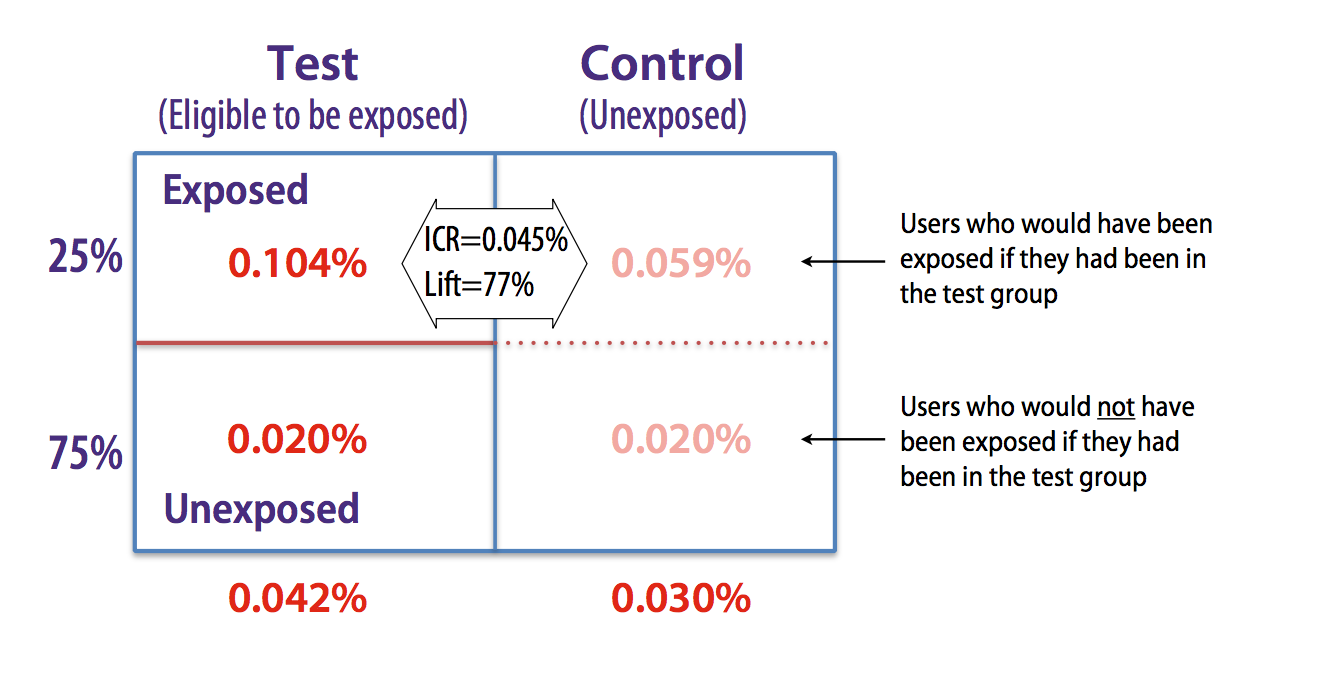 Test
(Eligible to be exposed)
Control
(Unexposed)
Exposed
25%
0.104%
ICR=0.045%
Lift=77%
0.059%
Users who would have been
exposed if they had been in
the test group
75%
0.020%
0.020%
Users who would not have
been exposed if they had
been in the test group
Unexposed
0.042%
0.030%